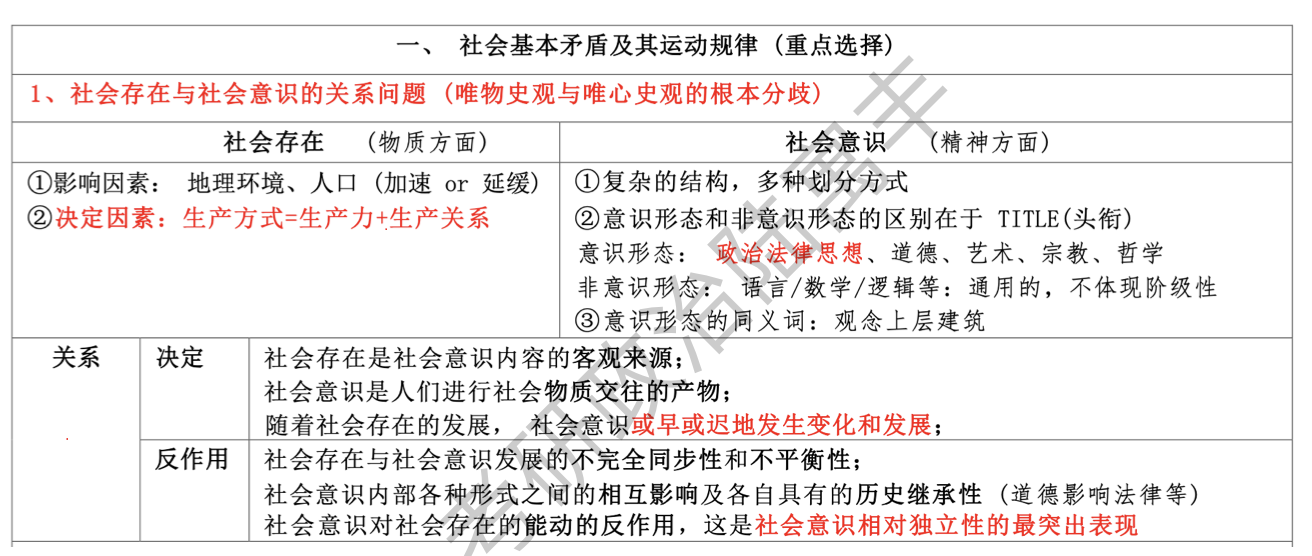 一、 社会基本矛盾及其运动规律 (重点选择)
1、社会存在与社会意识的关系问题 (唯物史观与唯心史观的根本分歧)
社会存在 (物质方面)
社会意识 (精神方面)
①影响因素： 地理环境、人口 (加速 or 延缓)
②决定因素：生产方式=生产力+生产关系
①复杂的结构，多种划分方式
②意识形态和非意识形态的区别在于 TITLE(头衔)
意识形态： 政治法律思想、道德、艺术、宗教、哲学
非意识形态： 语言/数学/逻辑等：通用的，不体现阶级性
③意识形态的同义词：观念上层建筑
关系
决定
社会存在是社会意识内容的客观来源；
社会意识是人们进行社会物质交往的产物；
随着社会存在的发展， 社会意识或早或迟地发生变化和发展；
反作用
社会存在与社会意识发展的不完全同步性和不平衡性；
社会意识内部各种形式之间的相互影响及各自具有的历史继承性 (道德影响法律等)
社会意识对社会存在的能动的反作用，这是社会意识相对独立性的最突出表现
考研政治陆寓丰